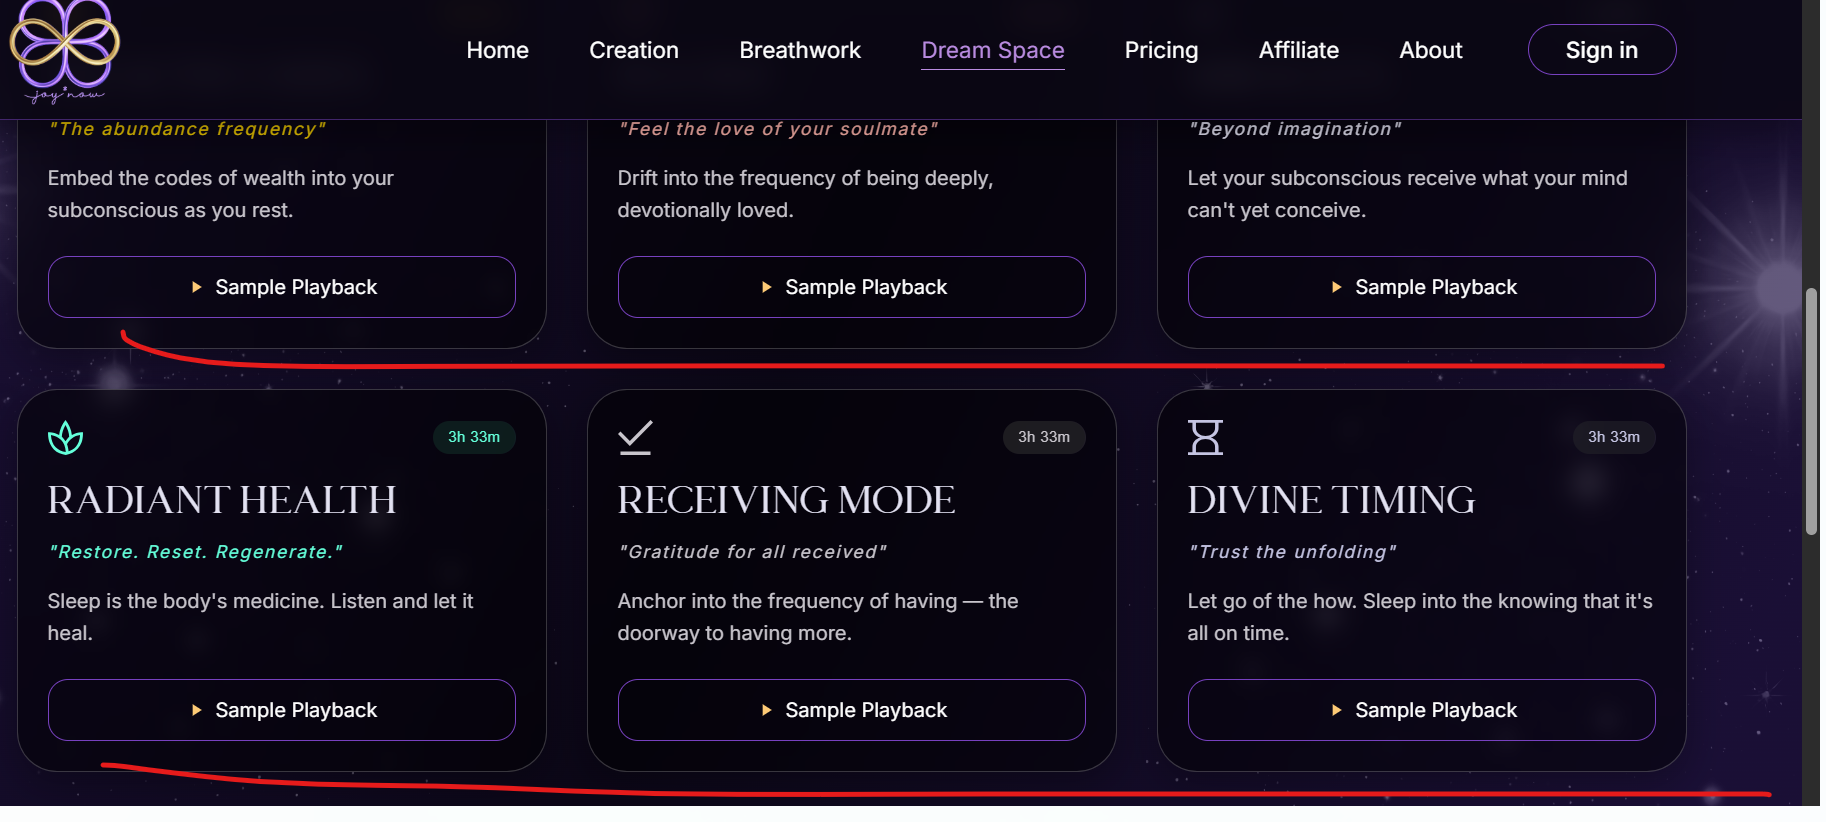 joy*now
Home Creation Breathwork Dream Space Pricing Affiliate About Sign in
"The abundance frequency"
Embed the codes of wealth into your
subconscious as you rest.
▶ Sample Playback
"Feel the love of your soulmate"
Drift into the frequency of being deeply,
devotionally loved.
▶ Sample Playback
"Beyond imagination"
Let your subconscious receive what your mind
can't yet conceive.
▶ Sample Playback
3h 33m
RADIANT HEALTH
"Restore. Reset. Regenerate."
Sleep is the body's medicine. Listen and let it
heal.
▶ Sample Playback
3h 33m
RECEIVING MODE
"Gratitude for all received"
Anchor into the frequency of having — the
doorway to having more.
▶ Sample Playback
3h 33m
DIVINE TIMING
"Trust the unfolding"
Let go of the how. Sleep into the knowing that it's
all on time.
▶ Sample Playback